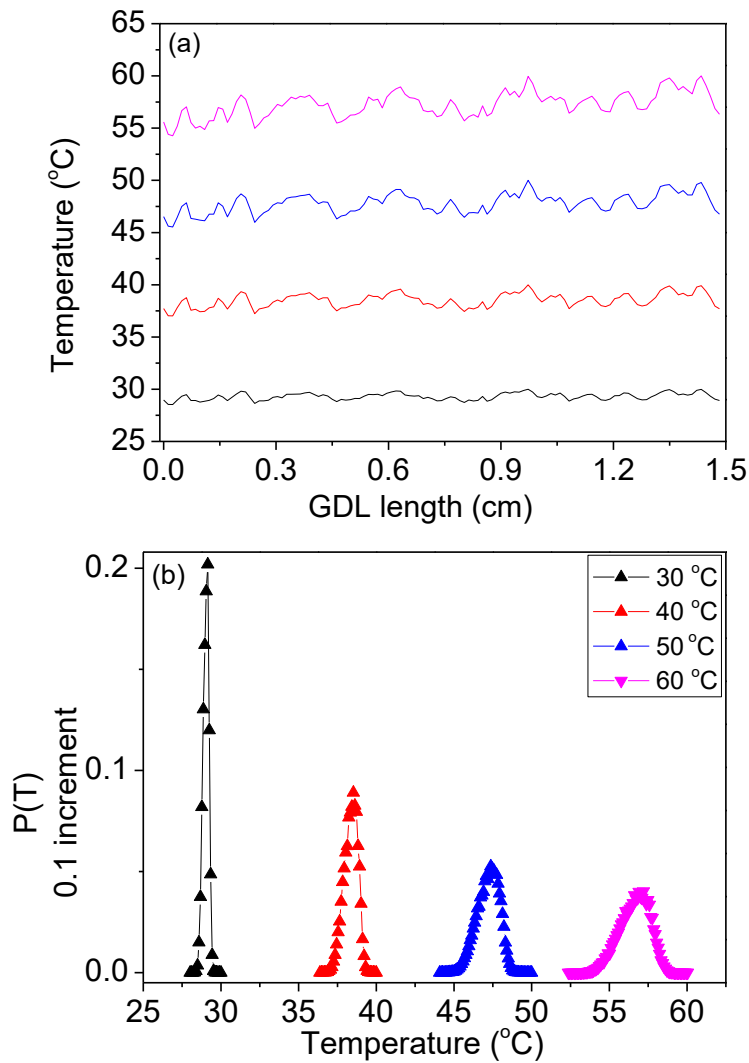 (a)
Temperature (°C)
65
60
55
50
45
40
35
30
25
0.0 0.3 0.6 0.9 1.2 1.5
GDL length (cm)
(b)
30 °C
40 °C
50 °C
60 °C
P(T)
0.1 increment
0.2
0.1
0.0
25 30 35 40 45 50 55 60
Temperature (°C)